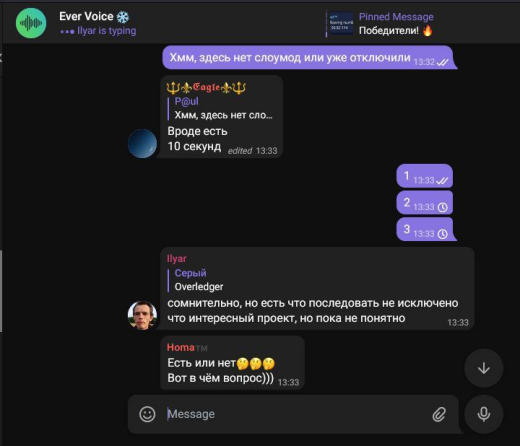 Ever Voice ❄️
Ilyar is typing
Pinned Message
Победители! 🔥
Хмм, здесь нет слоумод или уже отключили 13:32
🔱⚜️𝕰𝖆𝖌𝖑𝖊⚜️🔱
P@ul
Хмм, здесь нет сло...
Вроде есть
10 секунд edited 13:33
1 13:33
2 13:33
3 13:33
Ilyar
Серый
Overledger
сомнительно, но есть что последовать не исключено
что интересный проект, но пока не понятно 13:33
Homaтм
Есть или нет🤔🤔🤔
Вот в чём вопрос))) 13:33
Message